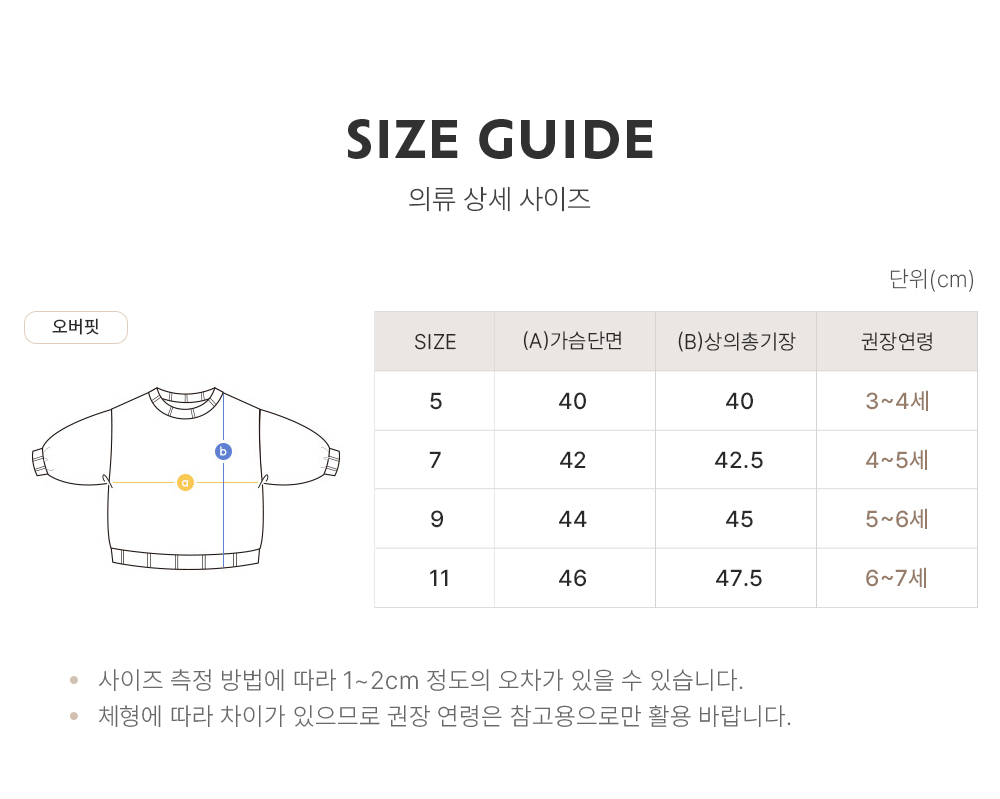 SIZE GUIDE
의류 상세 사이즈
단위(cm)
오버핏
b
a
SIZE (A)가슴단면 (B)상의총기장 권장연령
5 40 40 3~4세
7 42 42.5 4~5세
9 44 45 5~6세
11 46 47.5 6~7세
사이즈 측정 방법에 따라 1~2cm 정도의 오차가 있을 수 있습니다.
체형에 따라 차이가 있으므로 권장 연령은 참고용으로만 활용 바랍니다.